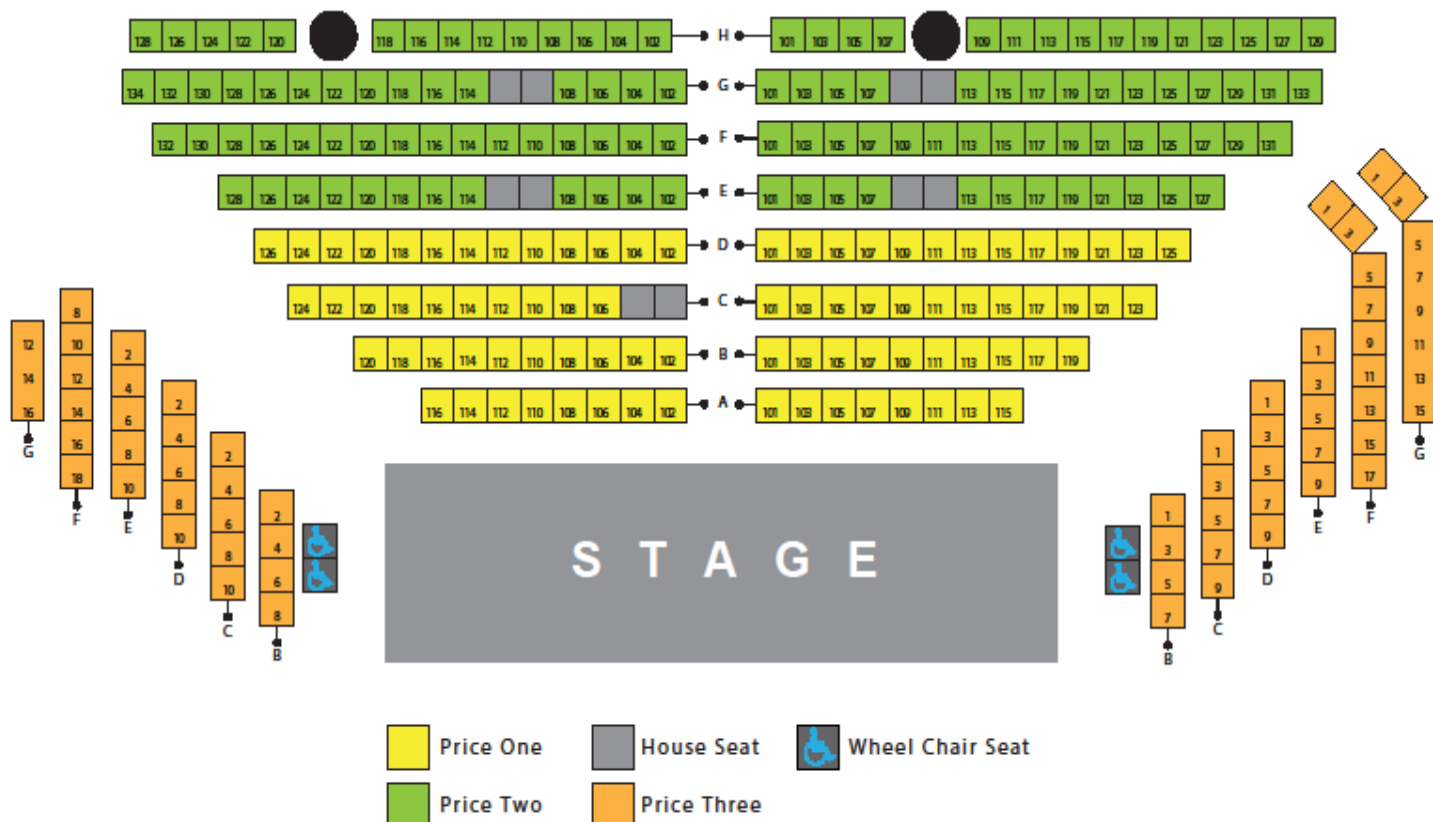 128 126 124 122 120 118 116 114 112 110 108 106 104 102 H 101 103 105 107 109 111 113 115 117 119 121 123 125 127 129
134 132 130 128 126 124 122 120 118 116 114 108 106 104 102 G 101 103 105 107 113 115 117 119 121 123 125 127 129 131 133
132 130 128 126 124 122 120 118 116 114 112 110 108 106 104 102 F 101 103 105 107 109 111 113 115 117 119 121 123 125 127 129 131
128 126 124 122 120 118 116 114 108 106 104 102 E 101 103 105 107 113 115 117 119 121 123 125 127
126 124 122 120 118 116 114 112 110 108 106 104 102 D 101 103 105 107 109 111 113 115 117 119 121 123 125
124 122 120 118 116 114 112 110 108 106 C 101 103 105 107 109 111 113 115 117 119 121 123
120 118 116 114 112 110 108 106 104 102 B 101 103 105 107 109 111 113 115 117 119
116 114 112 110 108 106 104 102 A 101 103 105 107 109 111 113 115
12 14 16 G
8 10 12 14 16 18 F
2 4 6 8 10 E
2 4 6 8 10 D
2 4 6 8 10 C
2 4 6 8 B
STAGE
1 3 5 7 B
1 3 5 7 9 C
1 3 5 7 9 D
1 3 5 7 9 E
1 3 5 7 9 11 13 15 17 F
1 3 5 7 9 11 13 15 G
Price One House Seat Wheel Chair Seat
Price Two Price Three